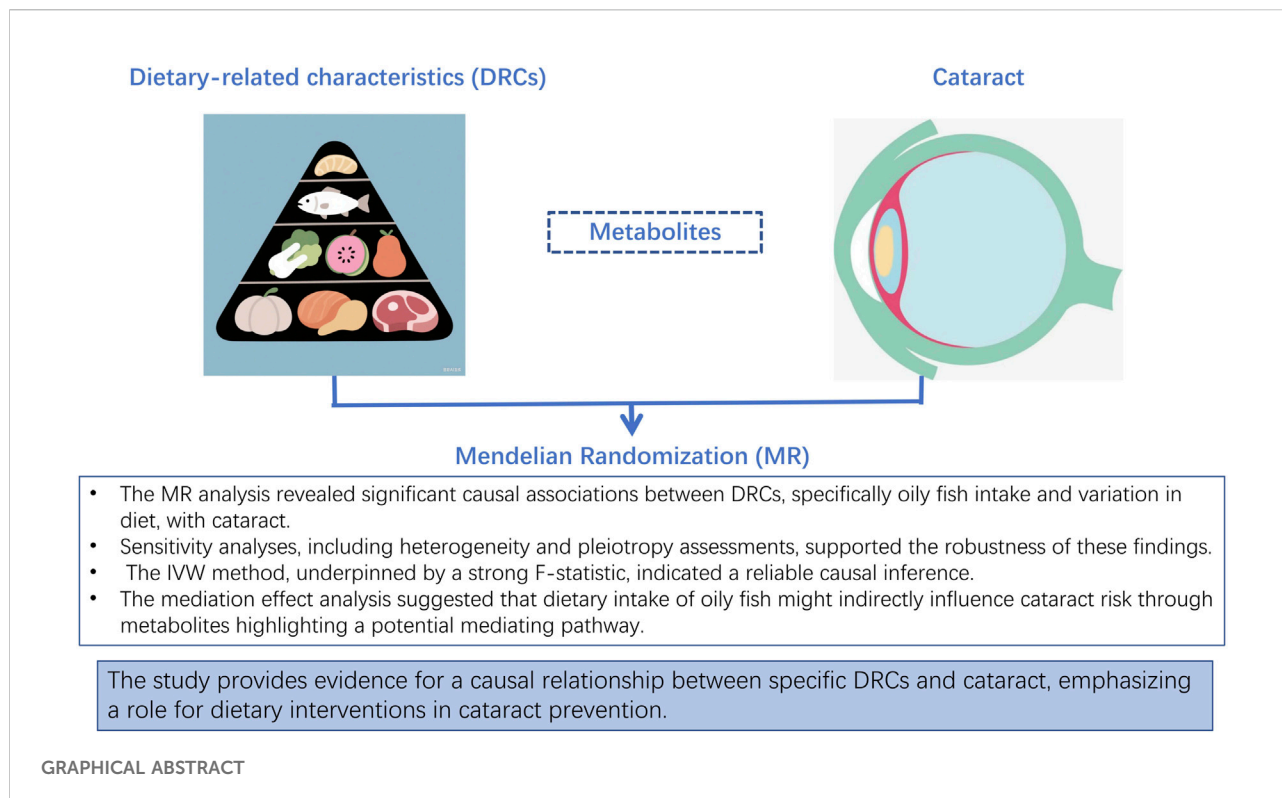 Dietary-related characteristics (DRCs)
Cataract
Metabolites
Mendelian Randomization (MR)
• The MR analysis revealed significant causal associations between DRCs, specifically oily fish intake and variation in
diet, with cataract.
• Sensitivity analyses, including heterogeneity and pleiotropy assessments, supported the robustness of these findings.
• The IVW method, underpinned by a strong F-statistic, indicated a reliable causal inference.
• The mediation effect analysis suggested that dietary intake of oily fish might indirectly influence cataract risk through
metabolites highlighting a potential mediating pathway.
The study provides evidence for a causal relationship between specific DRCs and cataract, emphasizing
a role for dietary interventions in cataract prevention.
GRAPHICAL ABSTRACT